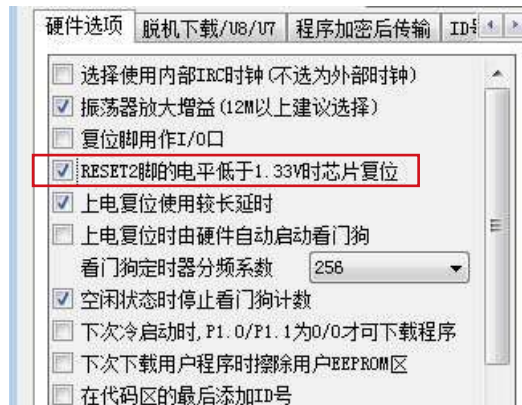 硬件选项 脱机下载/U8/U7 程序加密后传输
选择使用内部IRC时钟(不选为外部时钟)
振荡器放大增益(12M以上建议选择)
复位脚用作I/O口
RESET2脚的电平低于1.33V时芯片复位
上电复位使用较长延时
上电复位时由硬件自动启动看门狗
看门狗定时器分频系数 256
空闲状态时停止看门狗计数
下次冷启动时,P1.0/P1.1为0/0才可下载程序
下次下载用户程序时擦除用户EEPROM区
在代码区的最后添加ID号